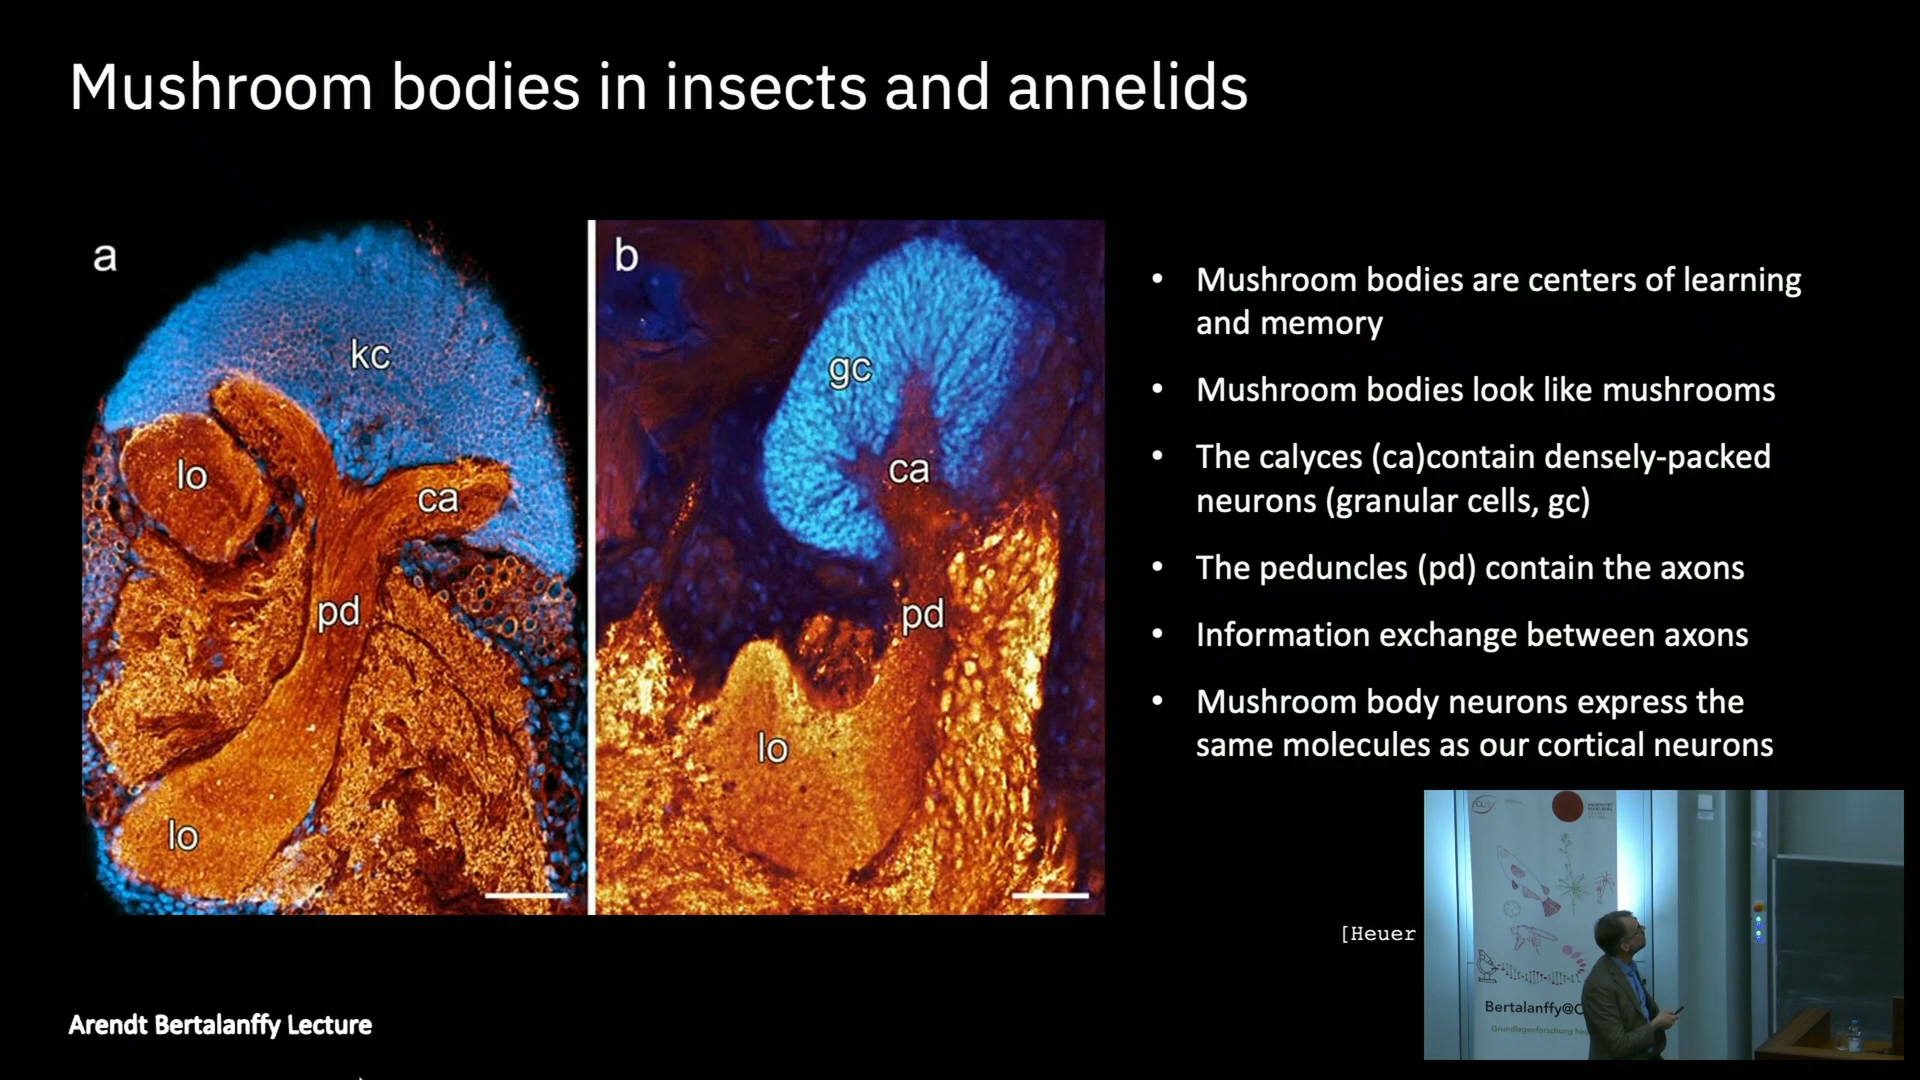 Mushroom bodies in insects and annelids
a
kc
lo
ca
pd
lo
b
gc
ca
pd
lo
• Mushroom bodies are centers of learning
and memory
• Mushroom bodies look like mushrooms
• The calyces (ca)contain densely-packed
neurons (granular cells, gc)
• The peduncles (pd) contain the axons
• Information exchange between axons
• Mushroom body neurons express the
same molecules as our cortical neurons
[Heuer
Arendt Bertalanffy Lecture
Bertalanffy@C
Grundlagenforschung